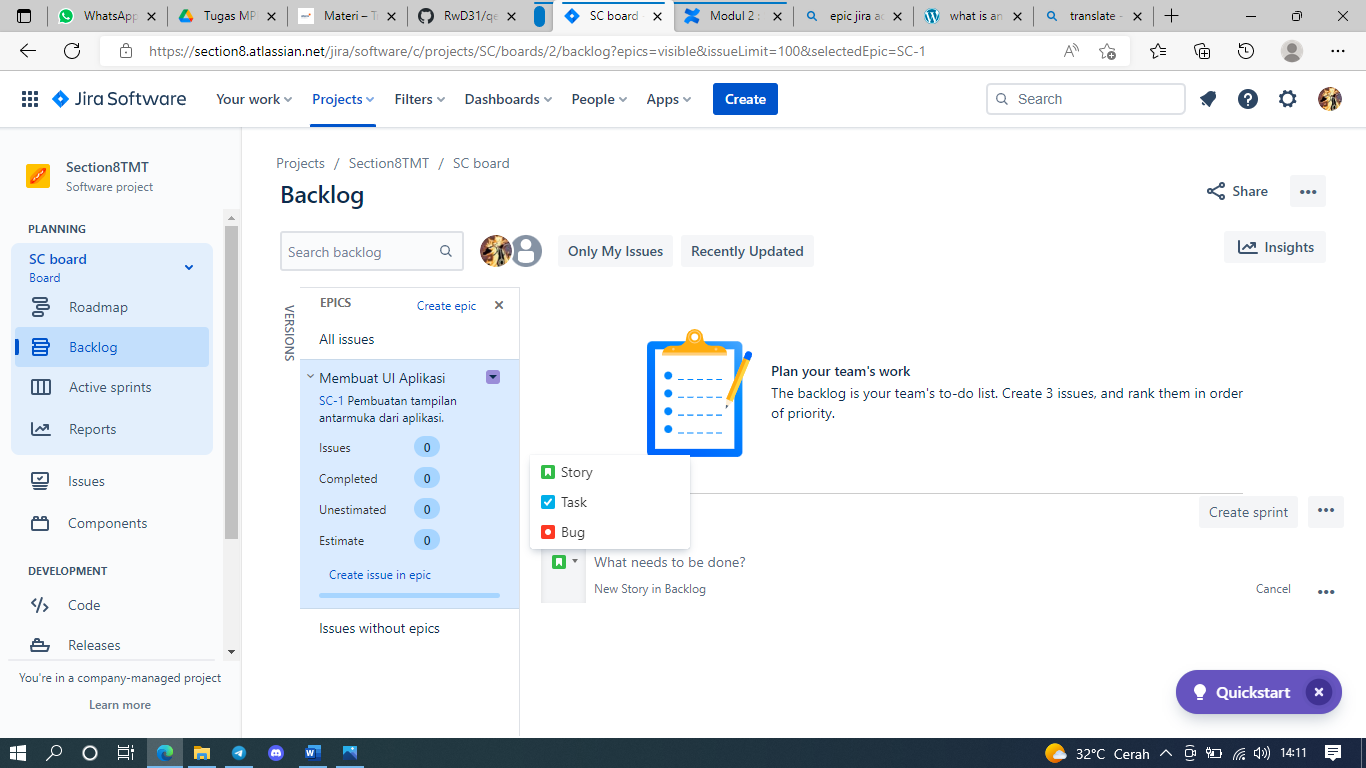 WhatsApp
Tugas MP
Materi – T
RwD31/qe
SC board
Modul 2 :
epic jira a
what is an
translate -
https://section8.atlassian.net/jira/software/c/projects/SC/boards/2/backlog?epics=visible&issueLimit=100&selectedEpic=SC-1
Jira Software
Your work
Projects
Filters
Dashboards
People
Apps
Create
Search
Section8TMT
Software project
PLANNING
SC board
Board
Roadmap
Backlog
Active sprints
Reports
Issues
Components
DEVELOPMENT
Code
Releases
You're in a company-managed project
Learn more
Projects / Section8TMT / SC board
Backlog
Share
Search backlog
Only My Issues
Recently Updated
Insights
VERSIONS
EPICS
Create epic
All issues
Membuat UI Aplikasi
SC-1 Pembuatan tampilan
antarmuka dari aplikasi.
Issues 0
Completed 0
Unestimated 0
Estimate 0
Create issue in epic
Issues without epics
Plan your team's work
The backlog is your team's to-do list. Create 3 issues, and rank them in order
of priority.
Story
Task
Bug
Create sprint
What needs to be done?
New Story in Backlog
Cancel
Quickstart
32°C Cerah
14:11